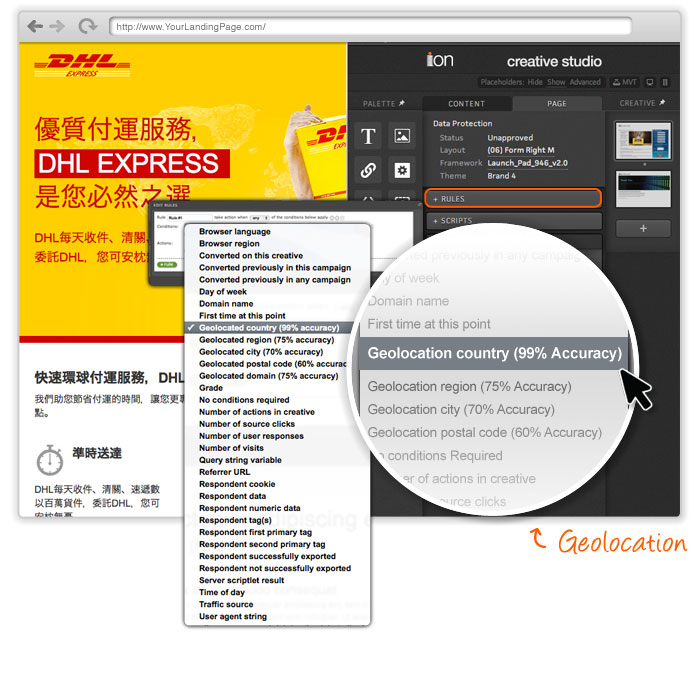 http://www.YourLandingPage.com/
DHL
EXPRESS
優質付運服務,
DHL EXPRESS
是您必然之選
DHL每天收件、清關、
委託DHL, 您可安枕無
快速環球付運服務, DHL
我們助您節省付運的時間, 讓您更專
點。
準時送達
DHL每天收件、清關、速遞數
以百萬貨件, 委託DHL, 您可
安枕無憂
ion
creative studio
Placeholders: Hide Show Advanced
MVT
PALETTE
CONTENT
PAGE
CREATIVE
Data Protection
Status Unapproved
Layout (06) Form Right M
Framework Launch_Pad_946_v2.0
Theme Brand 4
+ RULES
+ SCRIPTS
EDIT RULES
Rule: Rule #1 take action when any of the conditions below apply
Conditions:
Actions:
+ RULE
Browser language
Browser region
Converted on this creative
Converted previously in this campaign
Converted previously in any campaign
Day of week
Domain name
First time at this point
✓ Geolocated country (99% accuracy)
Geolocated region (75% accuracy)
Geolocated city (70% accuracy)
Geolocated postal code (60% accurac
Geolocated domain (75% accuracy)
Grade
No conditions required
Number of actions in creative
Number of source clicks
Number of user responses
Number of visits
Query string variable
Referrer URL
Respondent cookie
Respondent data
Respondent numeric data
Respondent tag(s)
Respondent first primary tag
Respondent second primary tag
Respondent successfully exported
Respondent not successfully exported
Server scriptlet result
Time of day
Traffic source
User agent string
onverted previously in any campaign
ay of week
Domain name
First time at this point
Geolocation country (99% Accuracy)
Geolocation region (75% Accuracy)
Geolocation city (70% Accuracy)
Geolocation postal code (60% Accuracy)
o conditions Required
er of actions in creative
ource clicks
Geolocation